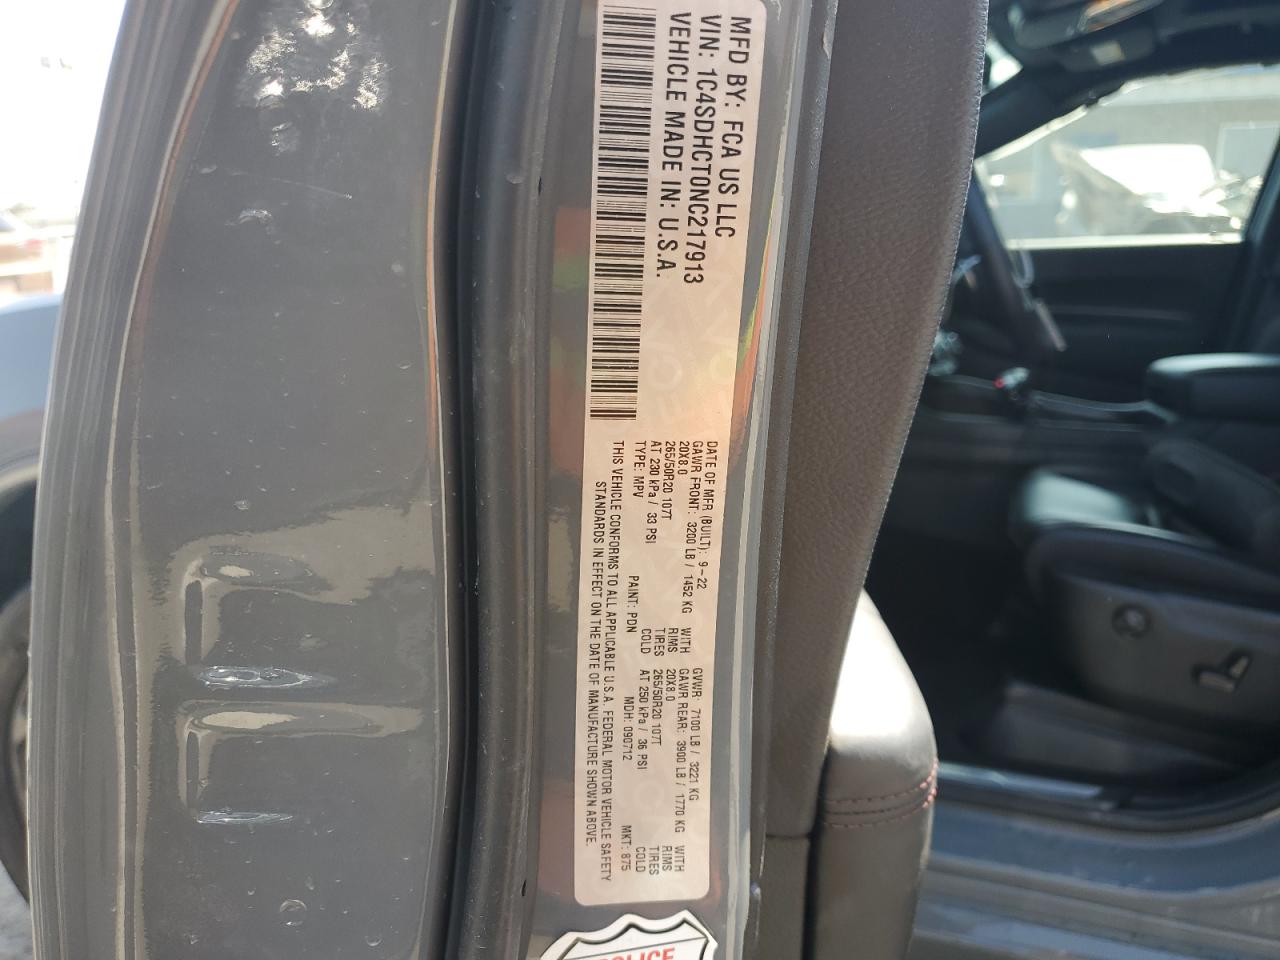 MFD BY: FCA US LLC
VIN: 1C4SDHCT0NC217913
VEHICLE MADE IN: U.S.A.
DATE OF MFR (BUILT): 9-22 GVWR: 7100 LB / 3221 KG
GAWR FRONT: 3200 LB / 1452 KG WITH GAWR REAR: 3900 LB / 1770 KG WITH
20X8.0 RIMS 20X8.0 RIMS
265/50R20 107T TIRES 265/50R20 107T TIRES
AT 230 kPa / 33 PSI COLD AT 250 kPa / 36 PSI COLD
TYPE: MPV PAINT: PDN MDH: 090712 MKT: 875
THIS VEHICLE CONFORMS TO ALL APPLICABLE U.S.A. FEDERAL MOTOR VEHICLE SAFETY
STANDARDS IN EFFECT ON THE DATE OF MANUFACTURE SHOWN ABOVE.
POLICE